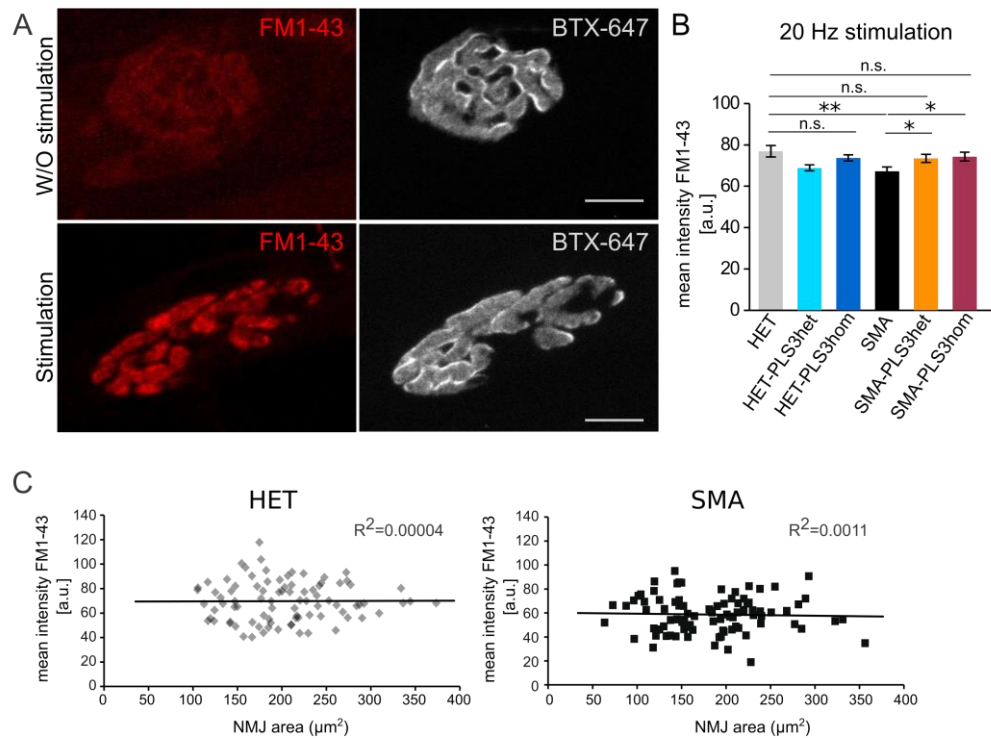 A
FM1-43
BTX-647
W/O stimulation
FM1-43
BTX-647
Stimulation
B
20 Hz stimulation
n.s.
n.s.
** *
n.s. *
mean intensity FM1-43
[a.u.]
100
80
60
40
20
0
HET
HET-PLS3het
HET-PLS3hom
SMA
SMA-PLS3het
SMA-PLS3hom
C
HET
R²=0.00004
mean intensity FM1-43
[a.u.]
140
120
100
80
60
40
20
0
0 50 100 150 200 250 300 350 400
NMJ area (µm²)
SMA
R²=0.0011
mean intensity FM1-43
[a.u.]
140
120
100
80
60
40
20
0
0 50 100 150 200 250 300 350 400
NMJ area (µm²)